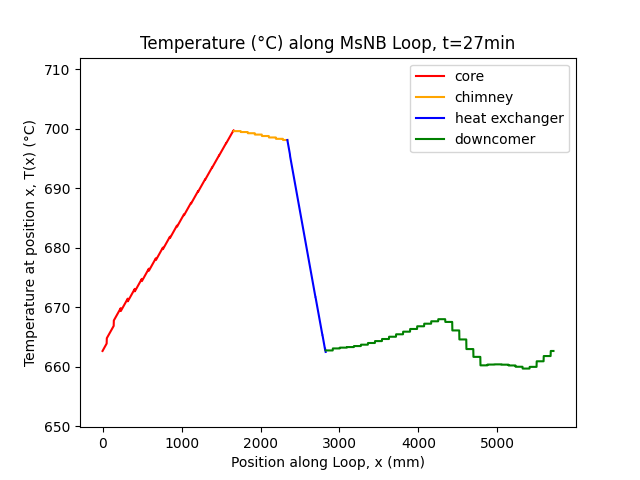 Temperature (°C) along MsNB Loop, t=27min
710
700
690
680
670
660
650
Temperature at position x, T(x) (°C)
core
chimney
heat exchanger
downcomer
0
1000
2000
3000
4000
5000
Position along Loop, x (mm)